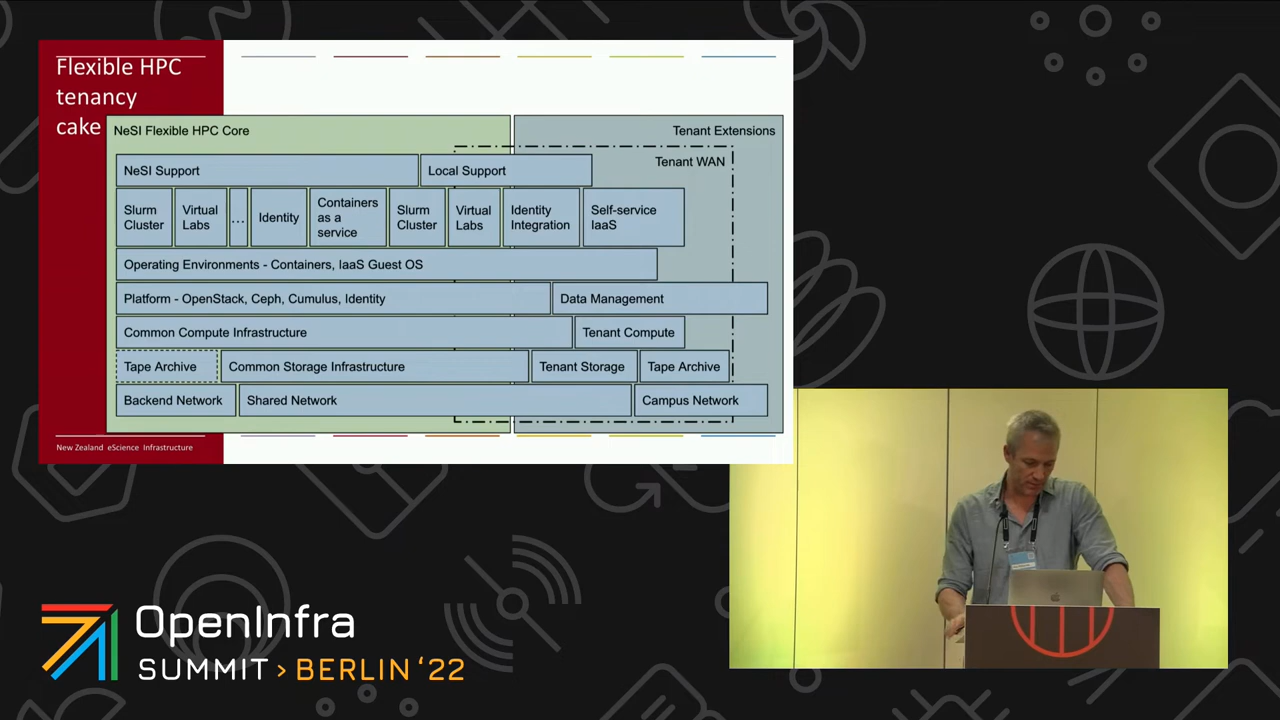 Flexible HPC
tenancy
cake
NeSI Flexible HPC Core
Tenant Extensions
Tenant WAN
NeSI Support
Local Support
Slurm
Cluster
Virtual
Labs
...
Identity
Containers
as a
service
Slurm
Cluster
Virtual
Labs
Identity
Integration
Self-service
IaaS
Operating Environments - Containers, IaaS Guest OS
Platform - OpenStack, Ceph, Cumulus, Identity
Data Management
Common Compute Infrastructure
Tenant Compute
Tape Archive
Common Storage Infrastructure
Tenant Storage
Tape Archive
Backend Network
Shared Network
Campus Network
New Zealand eScience Infrastructure
OpenInfra
SUMMIT > BERLIN ‘22